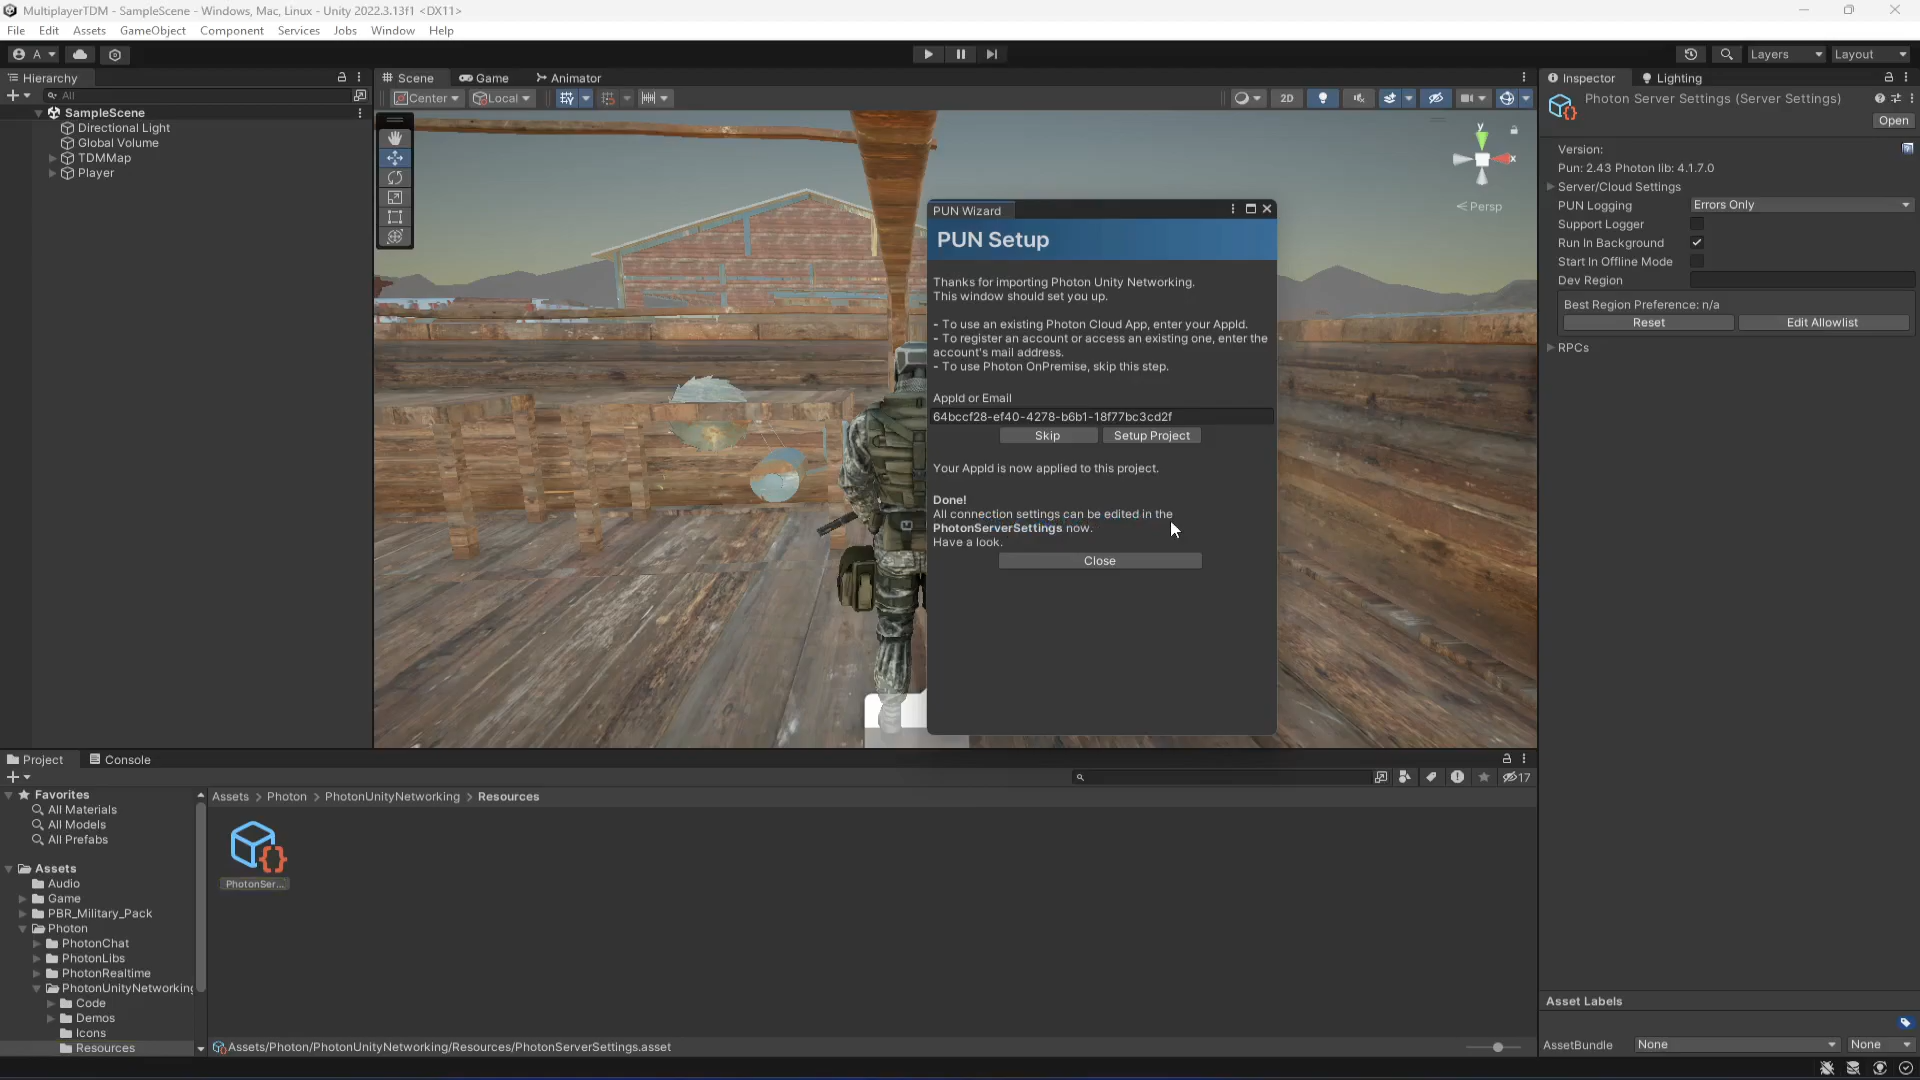 MultiplayerTDM - SampleScene - Windows, Mac, Linux - Unity 2022.3.13f1 <DX11>
File Edit Assets GameObject Component Services Jobs Window Help
A Layers Layout
Hierarchy Scene Game Animator Inspector Lighting
All Center Local 2D Photon Server Settings (Server Settings)
Open
SampleScene
Directional Light
Global Volume
TDMMap
Player
y
x
Persp
Version:
Pun: 2.43 Photon lib: 4.1.7.0
Server/Cloud Settings
PUN Logging Errors Only
Support Logger
Run In Background
Start In Offline Mode
Dev Region
Best Region Preference: n/a
Reset Edit Allowlist
RPCs
PUN Wizard
PUN Setup
Thanks for importing Photon Unity Networking.
This window should set you up.
- To use an existing Photon Cloud App, enter your AppId.
- To register an account or access an existing one, enter the
account's mail address.
- To use Photon OnPremise, skip this step.
AppId or Email
64bccf28-ef40-4278-b6b1-18f77bc3cd2f
Skip Setup Project
Your AppId is now applied to this project.
Done!
All connection settings can be edited in the
PhotonServerSettings now.
Have a look.
Close
Project Console
17
Favorites
All Materials
All Models
All Prefabs
Assets > Photon > PhotonUnityNetworking > Resources
PhotonSer...
Assets
Audio
Game
PBR_Military_Pack
Photon
PhotonChat
PhotonLibs
PhotonRealtime
PhotonUnityNetworking
Code
Demos
Icons
Resources
Assets/Photon/PhotonUnityNetworking/Resources/PhotonServerSettings.asset
Asset Labels
AssetBundle None None